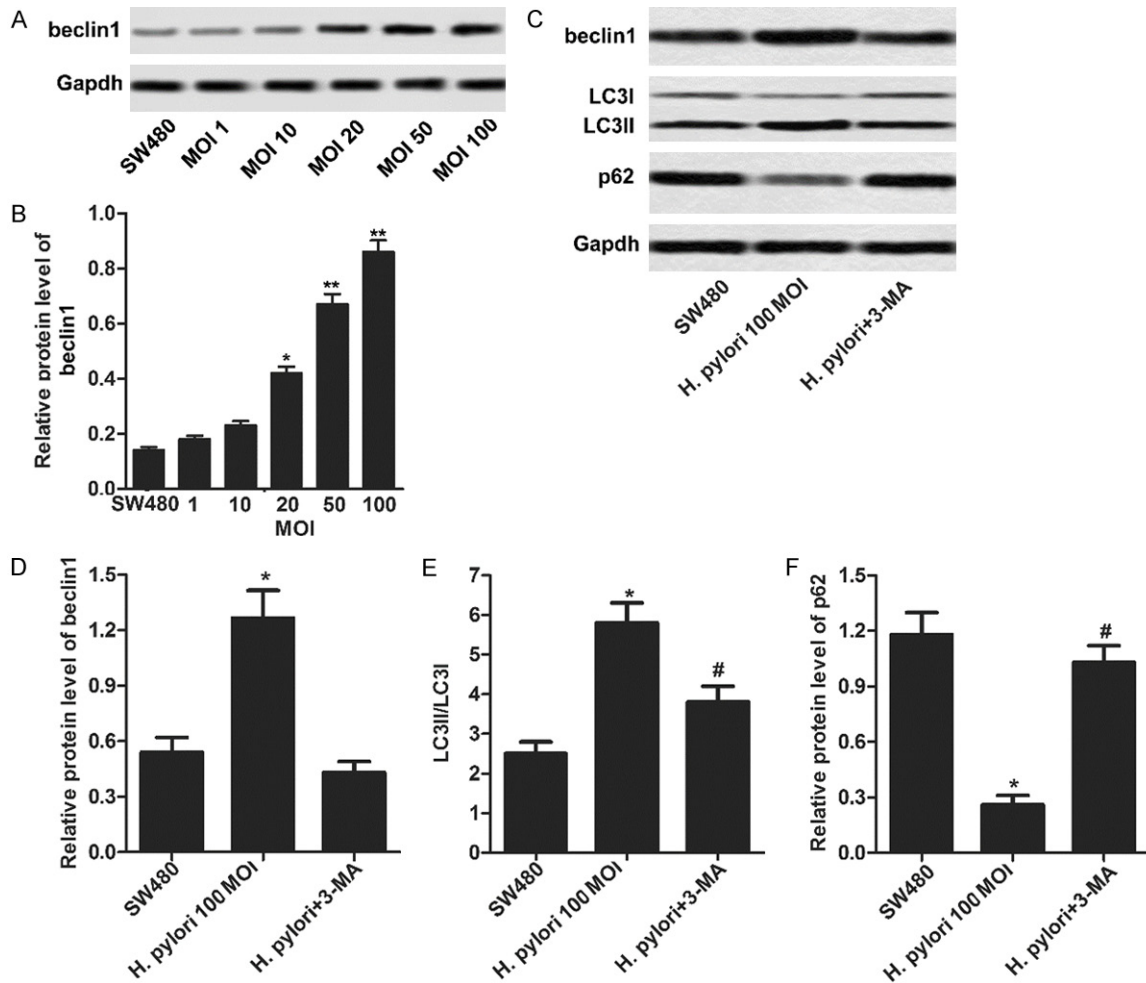 A
beclin1
Gapdh
SW480
MOI 1
MOI 10
MOI 20
MOI 50
MOI 100
B
Relative protein level of
beclin1
1.0
0.8
0.6
0.4
0.2
0.0
*
**
**
SW480 1 10 20 50 100
MOI
C
beclin1
LC3I
LC3II
p62
Gapdh
SW480
H. pylori 100 MOI
H. pylori+3-MA
D
Relative protein level of beclin1
1.5
1.2
0.9
0.6
0.3
0.0
*
SW480
H. pylori 100 MOI
H. pylori+3-MA
E
LC3II/LC3I
7
6
5
4
3
2
1
0
*
#
SW480
H. pylori 100 MOI
H. pylori+3-MA
F
Relative protein level of p62
1.5
1.2
0.9
0.6
0.3
0.0
*
#
SW480
H. pylori 100 MOI
H. pylori+3-MA